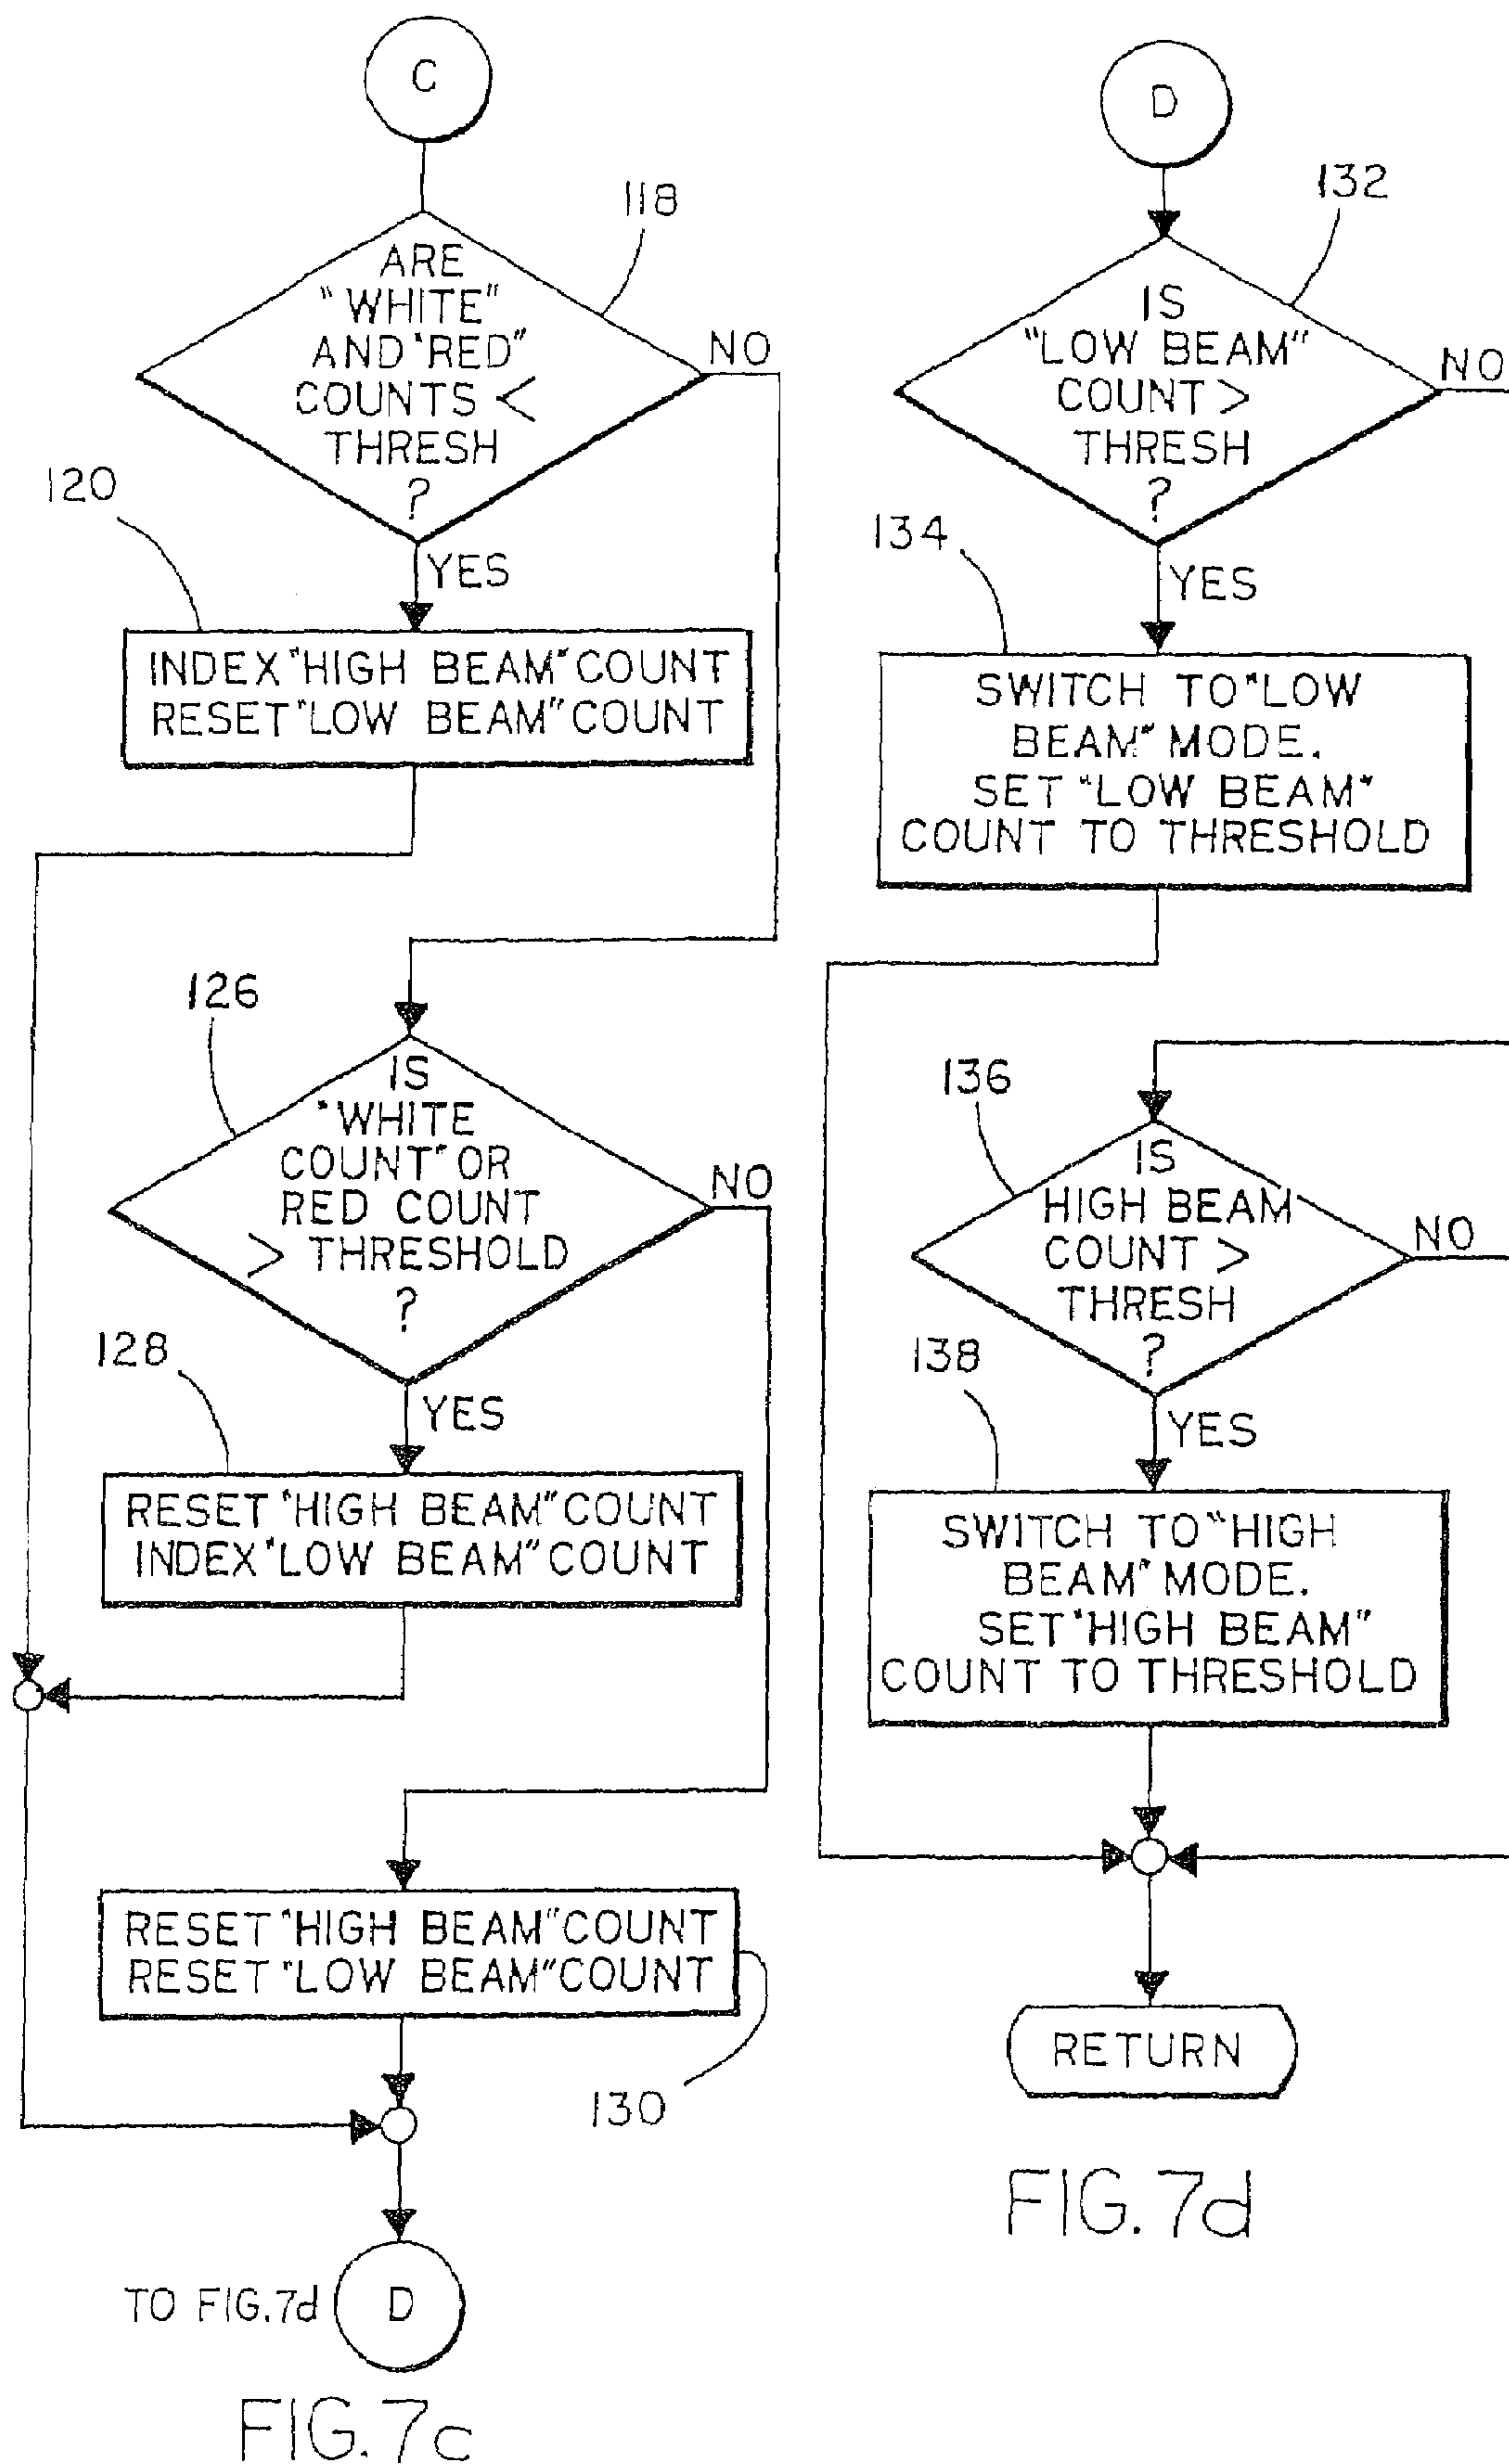 C
118
ARE
"WHITE"
AND "RED"
COUNTS <
THRESH
?
NO
120
YES
INDEX "HIGH BEAM" COUNT
RESET "LOW BEAM" COUNT
126
IS
"WHITE
COUNT" OR
RED COUNT
> THRESHOLD
?
NO
128
YES
RESET "HIGH BEAM" COUNT
INDEX "LOW BEAM" COUNT
RESET "HIGH BEAM" COUNT
RESET "LOW BEAM" COUNT
130
TO FIG.7d
D
FIG.7c
D
132
IS
"LOW BEAM"
COUNT >
THRESH
?
NO
134
YES
SWITCH TO "LOW
BEAM" MODE.
SET "LOW BEAM"
COUNT TO THRESHOLD
136
IS
HIGH BEAM
COUNT >
THRESH
?
NO
138
YES
SWITCH TO "HIGH
BEAM" MODE.
SET "HIGH BEAM"
COUNT TO THRESHOLD
RETURN
FIG.7d